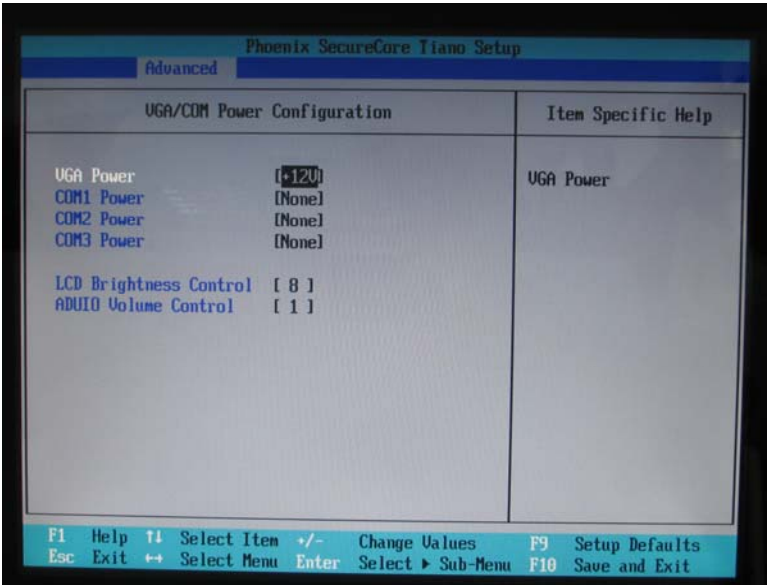 Phoenix SecureCore Tiano Setup
Advanced
VGA/COM Power Configuration
Item Specific Help
VGA Power [+12V]
VGA Power
COM1 Power [None]
COM2 Power [None]
COM3 Power [None]
LCD Brightness Control [ 8 ]
ADUIO Volume Control [ 1 ]
F1 Help ↑↓ Select Item +/- Change Values F9 Setup Defaults
Esc Exit ↔ Select Menu Enter Select ▶ Sub-Menu F10 Save and Exit